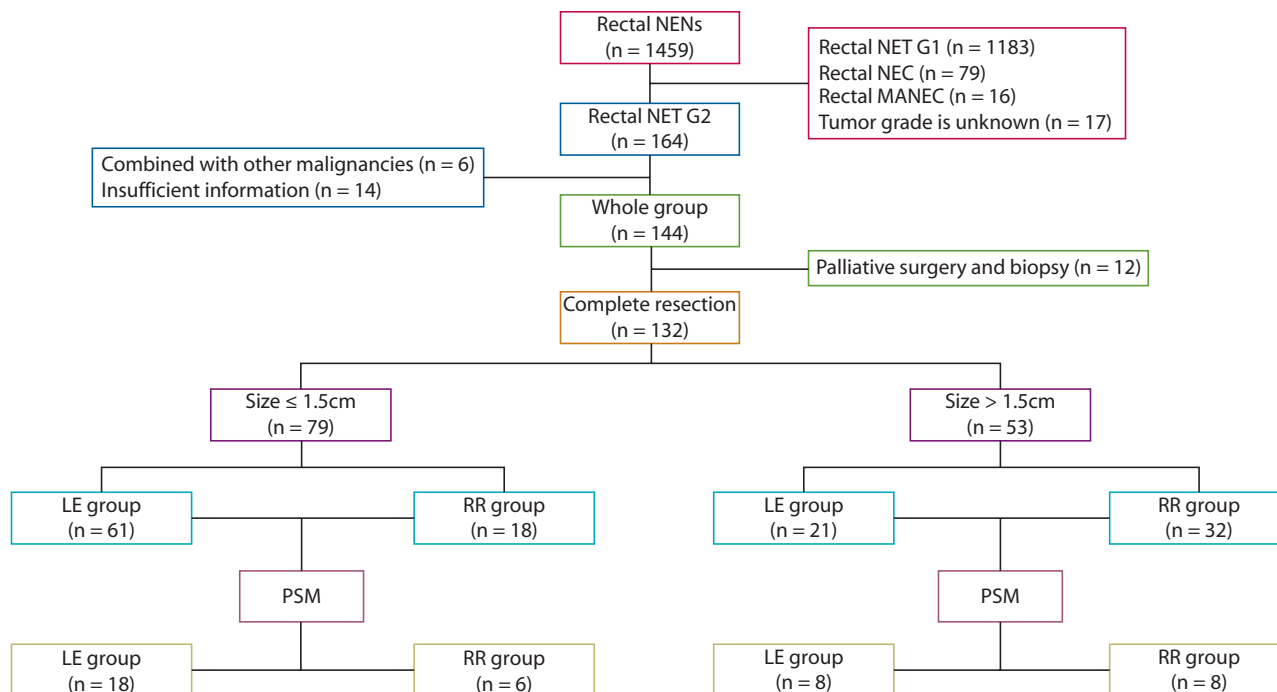 Rectal NENs
(n = 1459)
Rectal NET G1 (n = 1183)
Rectal NEC (n = 79)
Rectal MANEC (n = 16)
Tumor grade is unknown (n = 17)
Rectal NET G2
(n = 164)
Combined with other malignancies (n = 6)
Insufficient information (n = 14)
Whole group
(n = 144)
Palliative surgery and biopsy (n = 12)
Complete resection
(n = 132)
Size ≤ 1.5cm
(n = 79)
Size > 1.5cm
(n = 53)
LE group
(n = 61)
RR group
(n = 18)
LE group
(n = 21)
RR group
(n = 32)
PSM
PSM
LE group
(n = 18)
RR group
(n = 6)
LE group
(n = 8)
RR group
(n = 8)